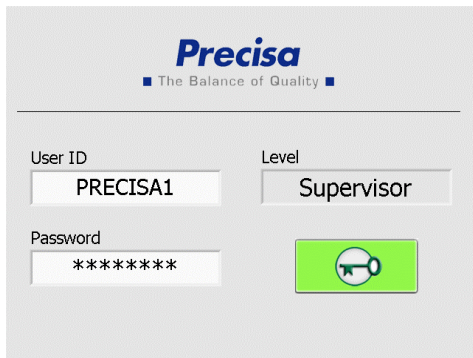 Precisa
The Balance of Quality
User ID
Level
PRECISA1
Supervisor
Password
********